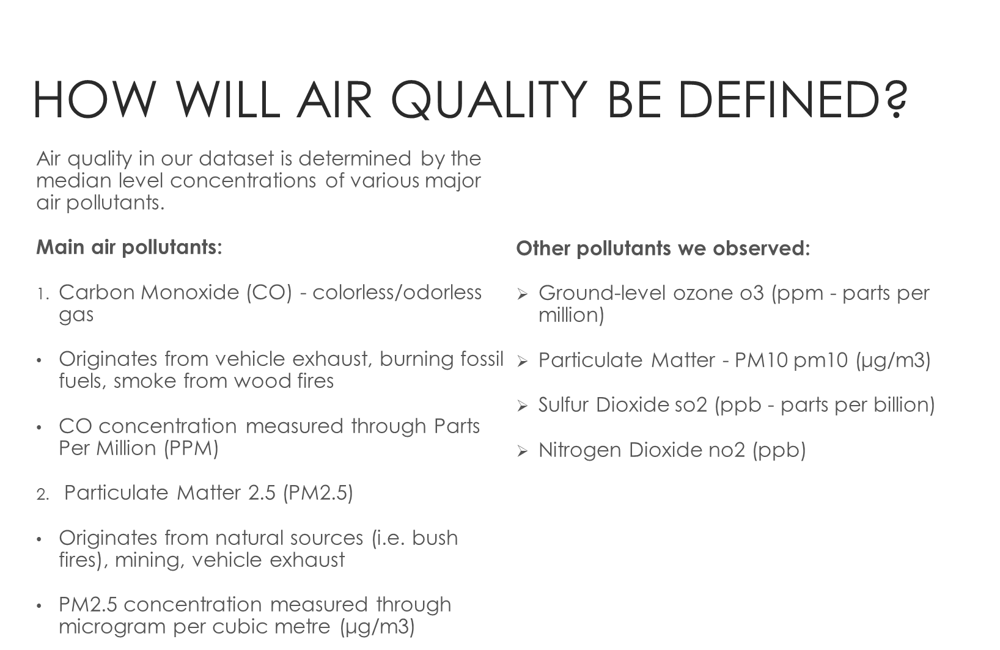 HOW WILL AIR QUALITY BE DEFINED?
Air quality in our dataset is determined by the
median level concentrations of various major
air pollutants.
Main air pollutants:
1. Carbon Monoxide (CO) - colorless/odorless
gas
• Originates from vehicle exhaust, burning fossil
fuels, smoke from wood fires
• CO concentration measured through Parts
Per Million (PPM)
2. Particulate Matter 2.5 (PM2.5)
• Originates from natural sources (i.e. bush
fires), mining, vehicle exhaust
• PM2.5 concentration measured through
microgram per cubic metre (µg/m3)
Other pollutants we observed:
➢ Ground-level ozone o3 (ppm - parts per
million)
➢ Particulate Matter - PM10 pm10 (µg/m3)
➢ Sulfur Dioxide so2 (ppb - parts per billion)
➢ Nitrogen Dioxide no2 (ppb)